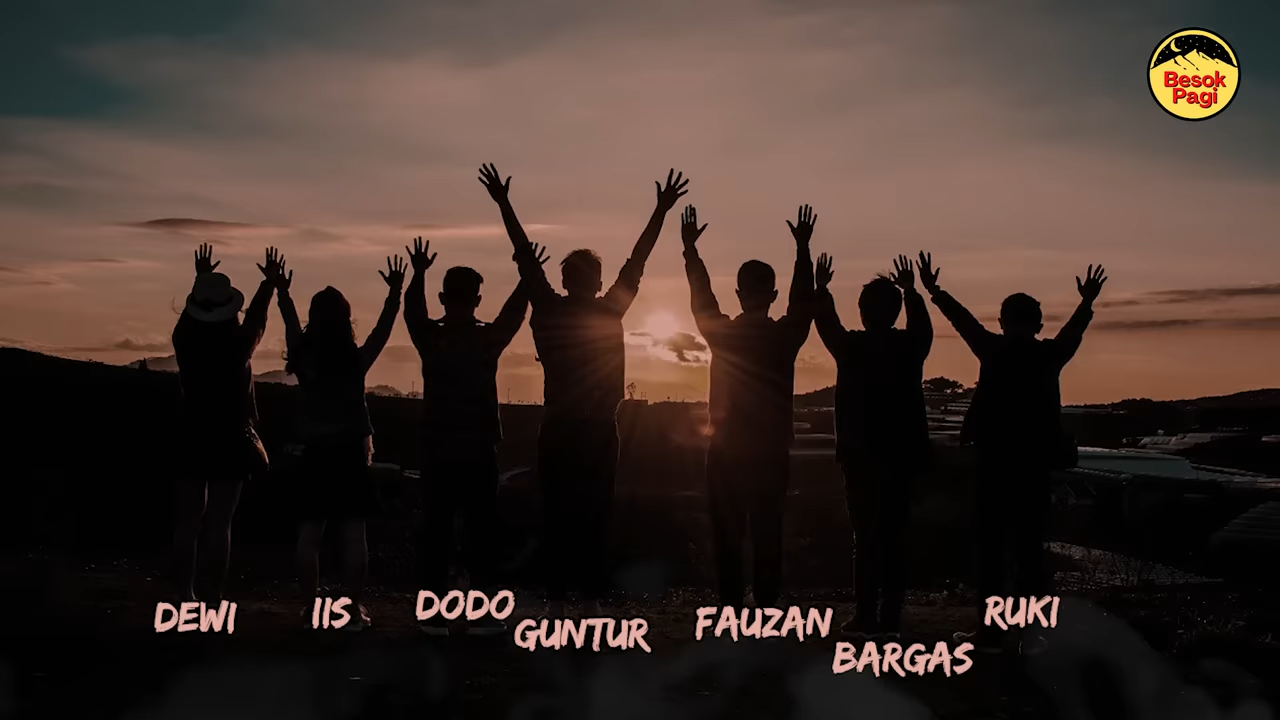 Besok
Pagi
DEWI
IIS
DODO
GUNTUR
FAUZAN
BARGAS
RUKI